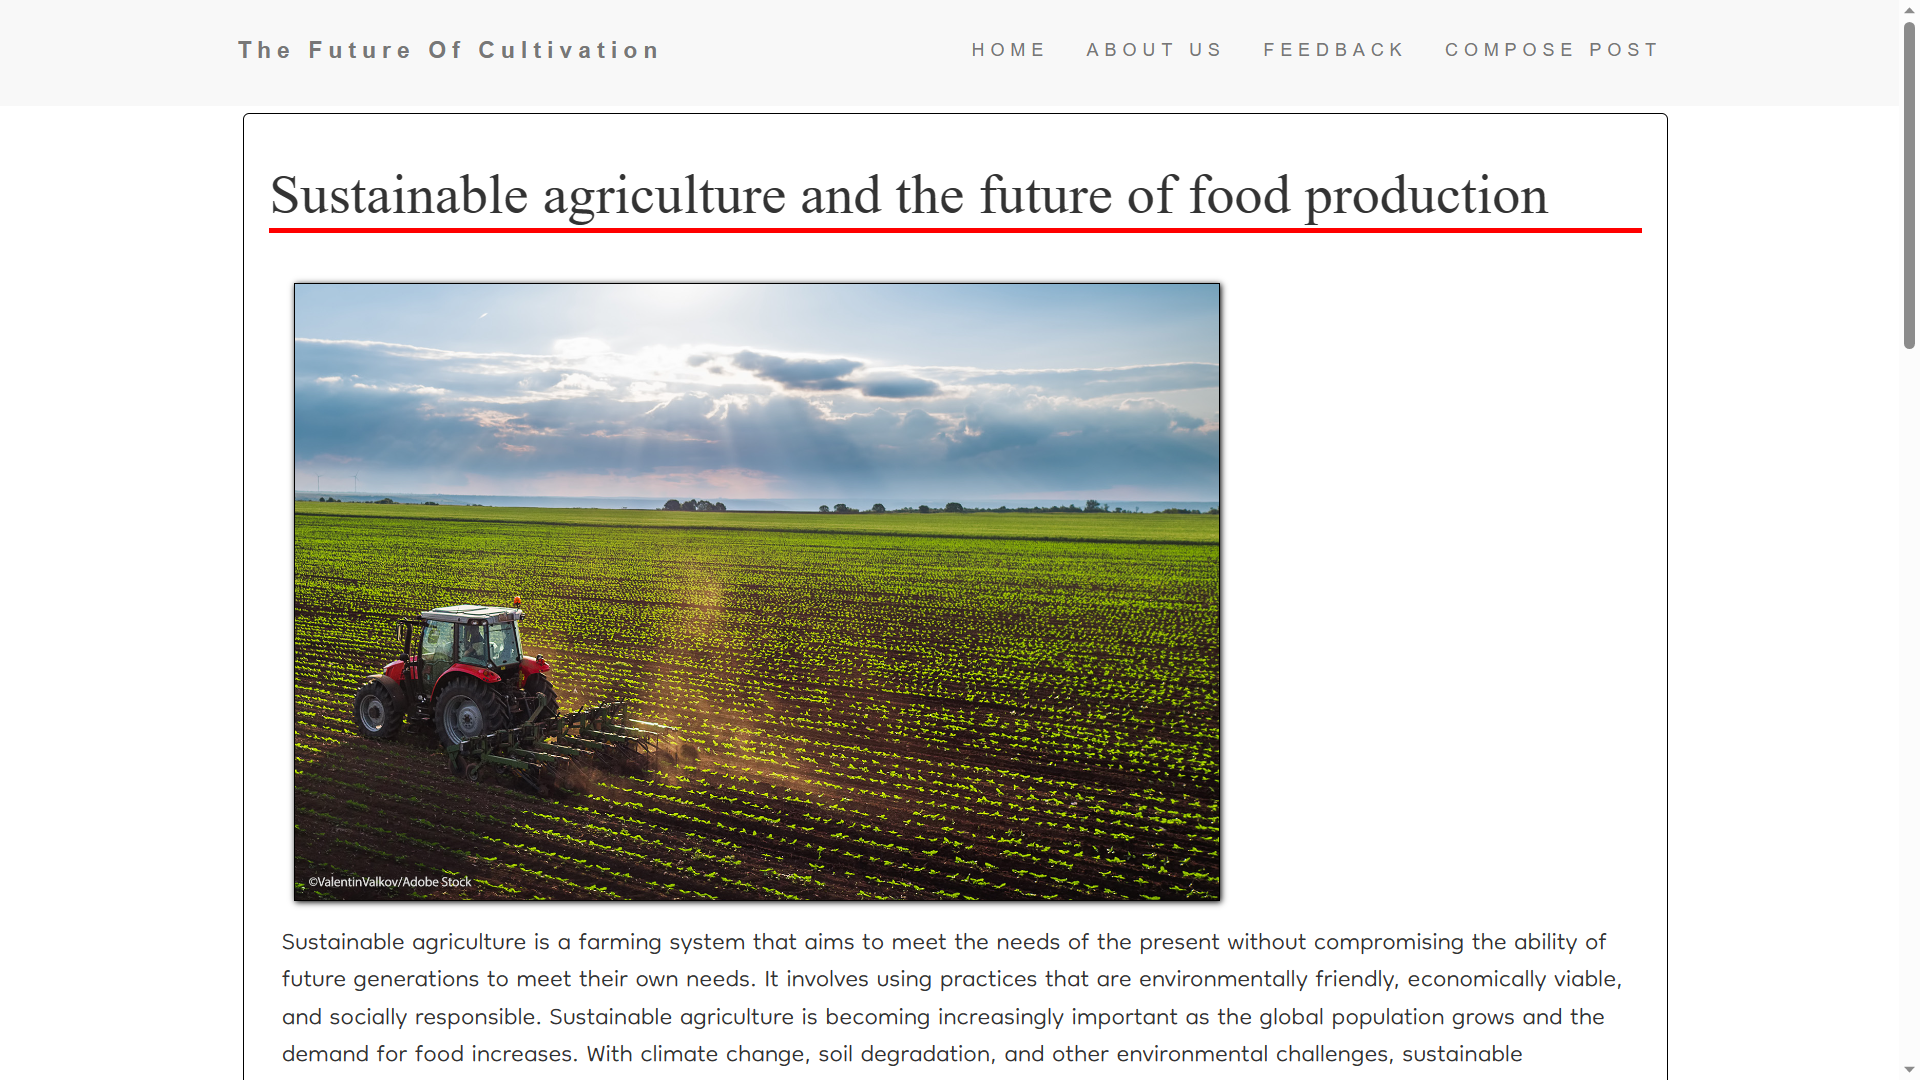 The Future Of Cultivation
HOME ABOUT US FEEDBACK COMPOSE POST
Sustainable agriculture and the future of food production
©ValentinValkov/Adobe Stock
Sustainable agriculture is a farming system that aims to meet the needs of the present without compromising the ability of
future generations to meet their own needs. It involves using practices that are environmentally friendly, economically viable,
and socially responsible. Sustainable agriculture is becoming increasingly important as the global population grows and the
demand for food increases. With climate change, soil degradation, and other environmental challenges, sustainable